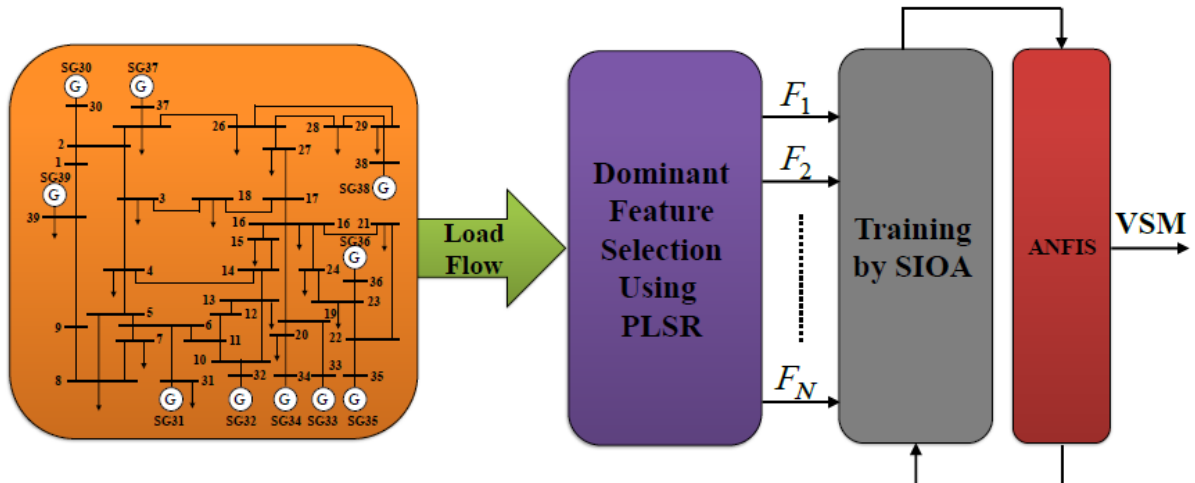 SG30 SG37
G G
30 37
2 26 28 29
27
1 38
SG39
G SG38 G
39 3 18 17
16 16 21
15 SG36
G
4 14 24 36
13 23
5 12 19
6 20 22
9 7 11
10 33
8 31 32 34 35
G G G G G
SG31 SG32 SG34 SG33 SG35
Load
Flow
Dominant
Feature
Selection
Using
PLSR
F1
F2
FN
Training
by SIOA
ANFIS
VSM